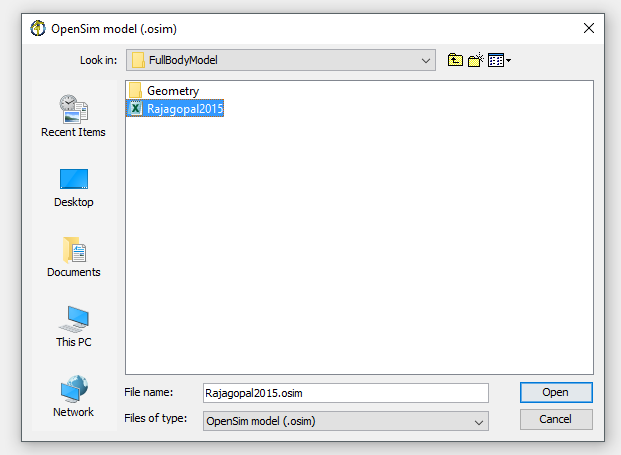 OpenSim model (.osim)
Look in: FullBodyModel
Geometry
Rajagopal2015
Recent Items
Desktop
Documents
This PC
Network
File name: Rajagopal2015.osim Open
Files of type: OpenSim model (.osim) Cancel